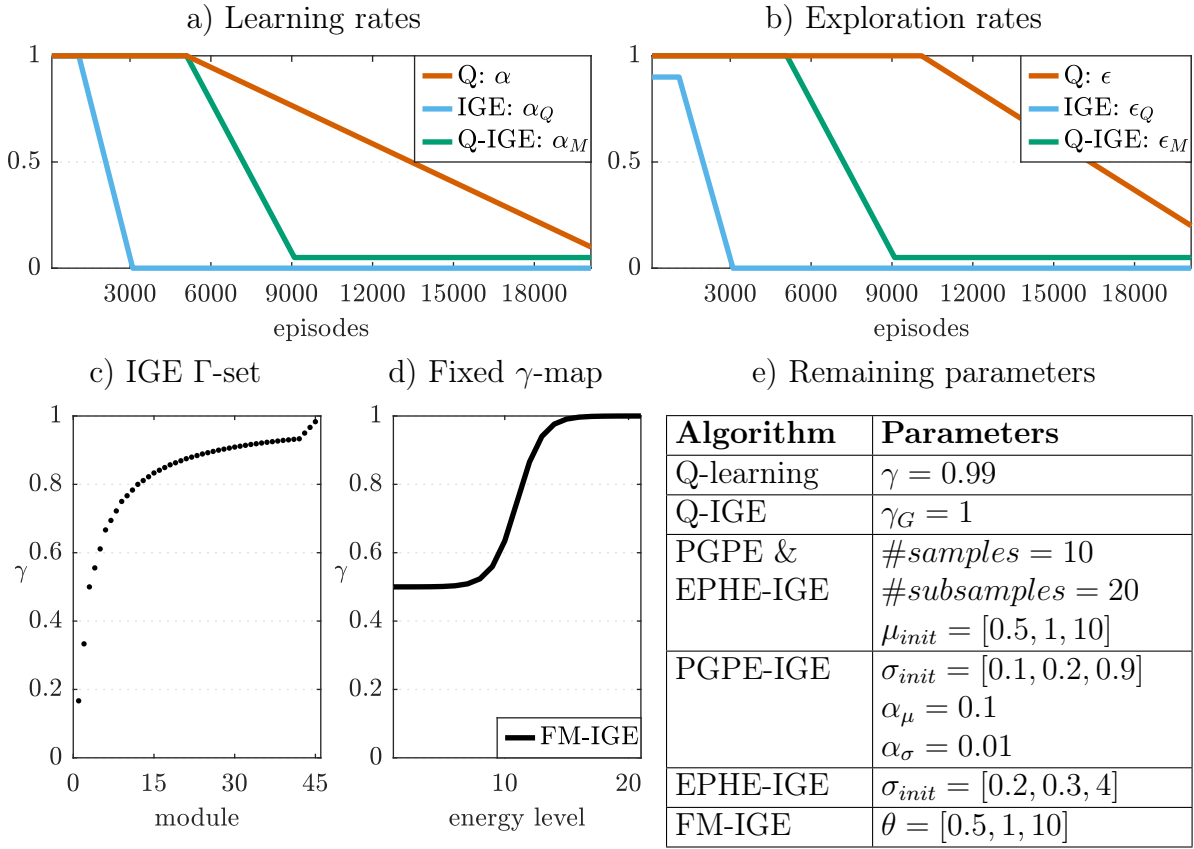 a) Learning rates
1
0.5
0
Q: α
IGE: α_Q
Q-IGE: α_M
3000 6000 9000 12000 15000 18000
episodes
b) Exploration rates
1
0.5
0
Q: ϵ
IGE: ϵ_Q
Q-IGE: ϵ_M
3000 6000 9000 12000 15000 18000
episodes
c) IGE Γ-set
1
0.8
0.6
γ
0.4
0.2
0
0 15 30 45
module
d) Fixed γ-map
1
0.8
0.6
γ
0.4
0.2
0
FM-IGE
10 20
energy level
e) Remaining parameters
Algorithm Parameters
Q-learning γ = 0.99
Q-IGE γ_G = 1
PGPE & #samples = 10
EPHE-IGE #subsamples = 20
μ_init = [0.5, 1, 10]
PGPE-IGE σ_init = [0.1, 0.2, 0.9]
α_μ = 0.1
α_σ = 0.01
EPHE-IGE σ_init = [0.2, 0.3, 4]
FM-IGE θ = [0.5, 1, 10]